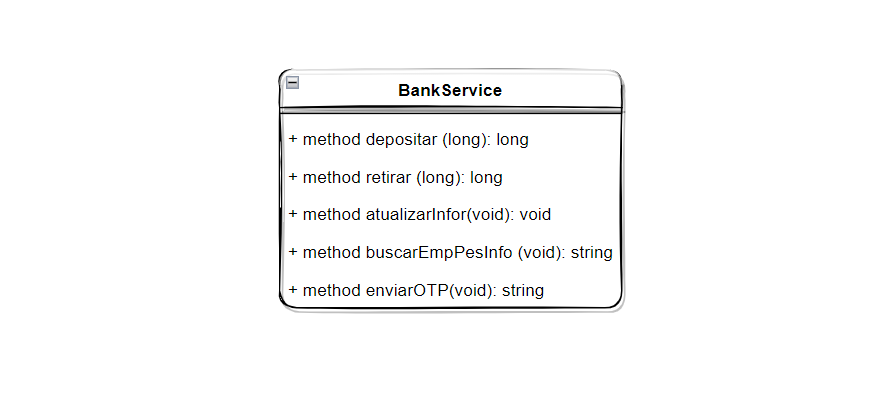 BankService
+ method depositar (long): long
+ method retirar (long): long
+ method atualizarInfor(void): void
+ method buscarEmpPesInfo (void): string
+ method enviarOTP(void): string